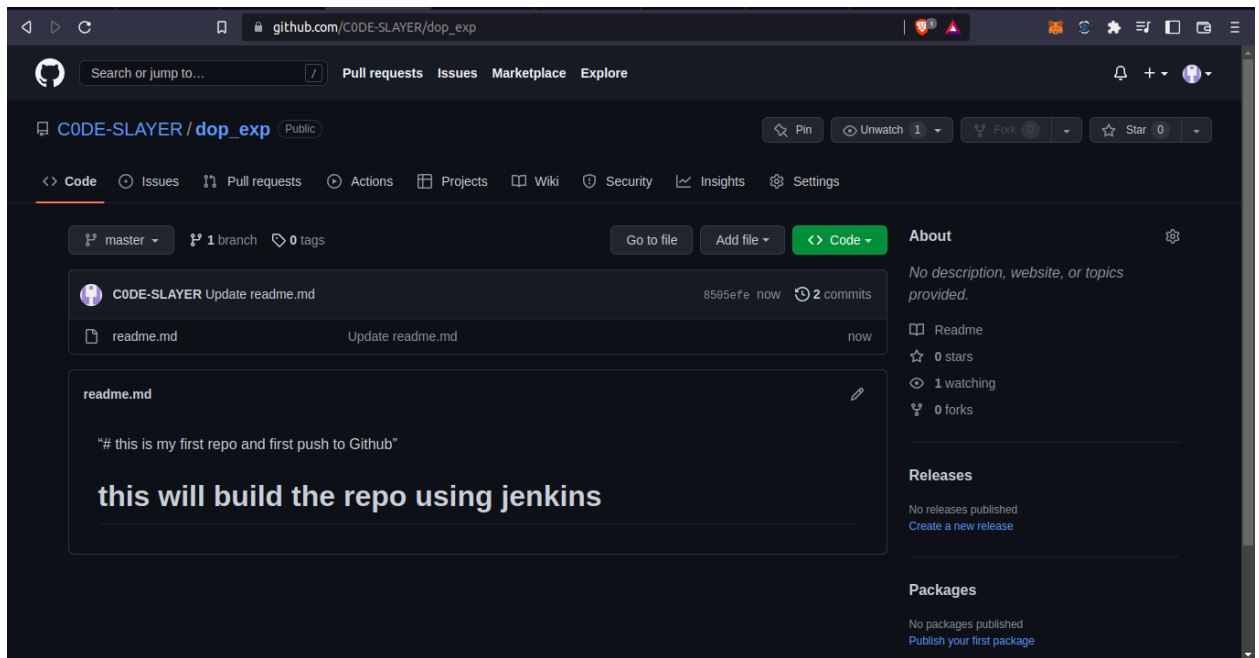 github.com/C0DE-SLAYER/dop_exp
1
Search or jump to... / Pull requests Issues Marketplace Explore
C0DE-SLAYER / dop_exp Public Pin Unwatch 1 Fork 0 Star 0
Code Issues Pull requests Actions Projects Wiki Security Insights Settings
master 1 branch 0 tags Go to file Add file Code
C0DE-SLAYER Update readme.md 8505efe now 2 commits
readme.md Update readme.md now
readme.md
“# this is my first repo and first push to Github”
this will build the repo using jenkins
About
No description, website, or topics
provided.
Readme
0 stars
1 watching
0 forks
Releases
No releases published
Create a new release
Packages
No packages published
Publish your first package